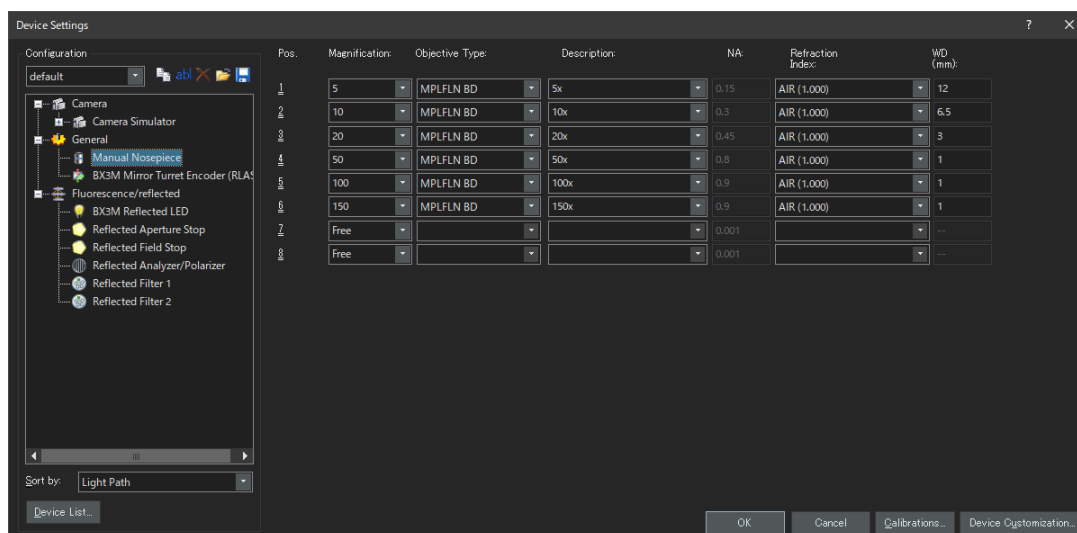 Device Settings
? ×
Configuration
default
abl
Camera
Camera Simulator
General
Manual Nosepiece
BX3M Mirror Turret Encoder (RLAS
Fluorescence/reflected
BX3M Reflected LED
Reflected Aperture Stop
Reflected Field Stop
Reflected Analyzer/Polarizer
Reflected Filter 1
Reflected Filter 2
Sort by: Light Path
Device List...
Pos. Magnification: Objective Type: Description: NA: Refraction Index: WD (mm):
1 5 MPLFLN BD 5x 0.15 AIR (1.000) 12
2 10 MPLFLN BD 10x 0.3 AIR (1.000) 6.5
3 20 MPLFLN BD 20x 0.45 AIR (1.000) 3
4 50 MPLFLN BD 50x 0.8 AIR (1.000) 1
5 100 MPLFLN BD 100x 0.9 AIR (1.000) 1
6 150 MPLFLN BD 150x 0.9 AIR (1.000) 1
7 Free 0.001 --
8 Free 0.001 --
OK Cancel Calibrations... Device Customization...